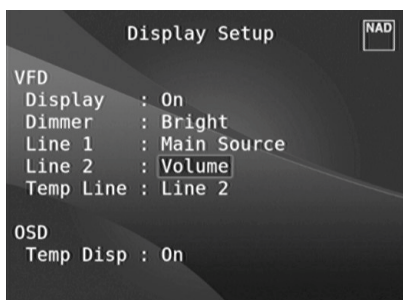 Display Setup
NAD
VFD
Display : On
Dimmer : Bright
Line 1 : Main Source
Line 2 : Volume
Temp Line : Line 2
OSD
Temp Disp : On